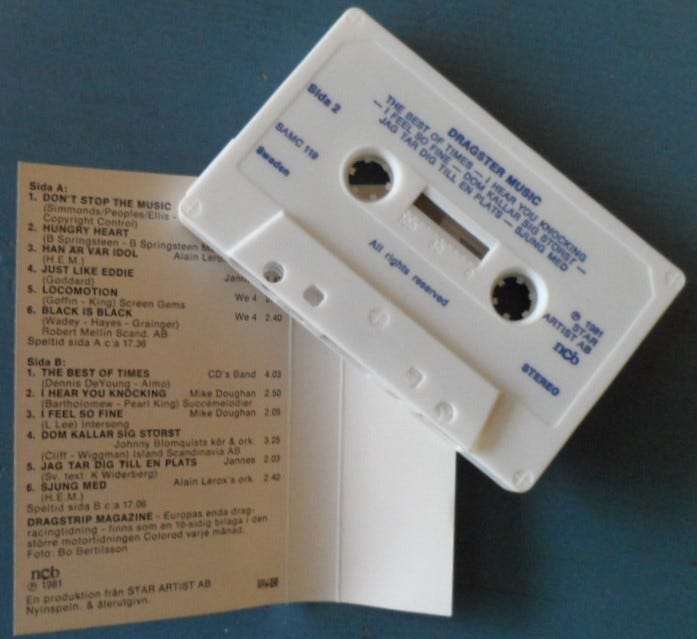 Sida A:
1. DON'T STOP THE MUSIC
(Simmonds/Peoples/Ellis -
Copyright Control)
2. HUNGRY HEART
(B Springsteen - B Springsteen
3. HAN ÄR VÅR IDOL
(H.E.M.) Alain Lerox's
4. JUST LIKE EDDIE
(Goddard) Jannes
5. LOCOMOTION
(Goffin - King) Screen Gems We 4
6. BLACK IS BLACK
(Wadey - Hayes - Grainger) We 4 2.40
Robert Mellin Scand. AB
Speltid sida A c:a 17.36
Sida B:
1. THE BEST OF TIMES CD's Band 4.03
(Dennis DeYoung - Almo)
2. I HEAR YOU KNOCKING Mike Doughan 2.50
(Bartholomew - Pearl King) Succémelodier
3. I FEEL SO FINE Mike Doughan 2.05
(L Lee) Intersong
4. DOM KALLAR SIG STÖRST
Johnny Blomquists kör & ork. 3.25
(Cliff - Wiggman) Island Scandinavia AB
5. JAG TAR DIG TILL EN PLATS Jannes 2.03
(Sv. text: K Widerberg)
6. SJUNG MED Alain Lerox's ork. 2.40
(H.E.M.)
Speltid sida B c:a 17.06
DRAGSTRIP MAGAZINE - Europas enda drag-
racingtidning - finns som en 16-sidig bilaga i den
större motortidningen Colorod varje månad.
Foto: Bo Bertilsson
ncb
℗ 1981
En produktion från STAR ARTIST AB
Nyinspeln. & återutgivn.
Sida 2
SAMC 119
Sweden
DRAGSTER MUSIC
THE BEST OF TIMES — I HEAR YOU KNOCKING
— I FEEL SO FINE — DOM KALLAR SIG STÖRST —
JAG TAR DIG TILL EN PLATS — SJUNG MED
All rights reserved
℗ 1981
STAR
ARTIST AB
ncb
STEREO